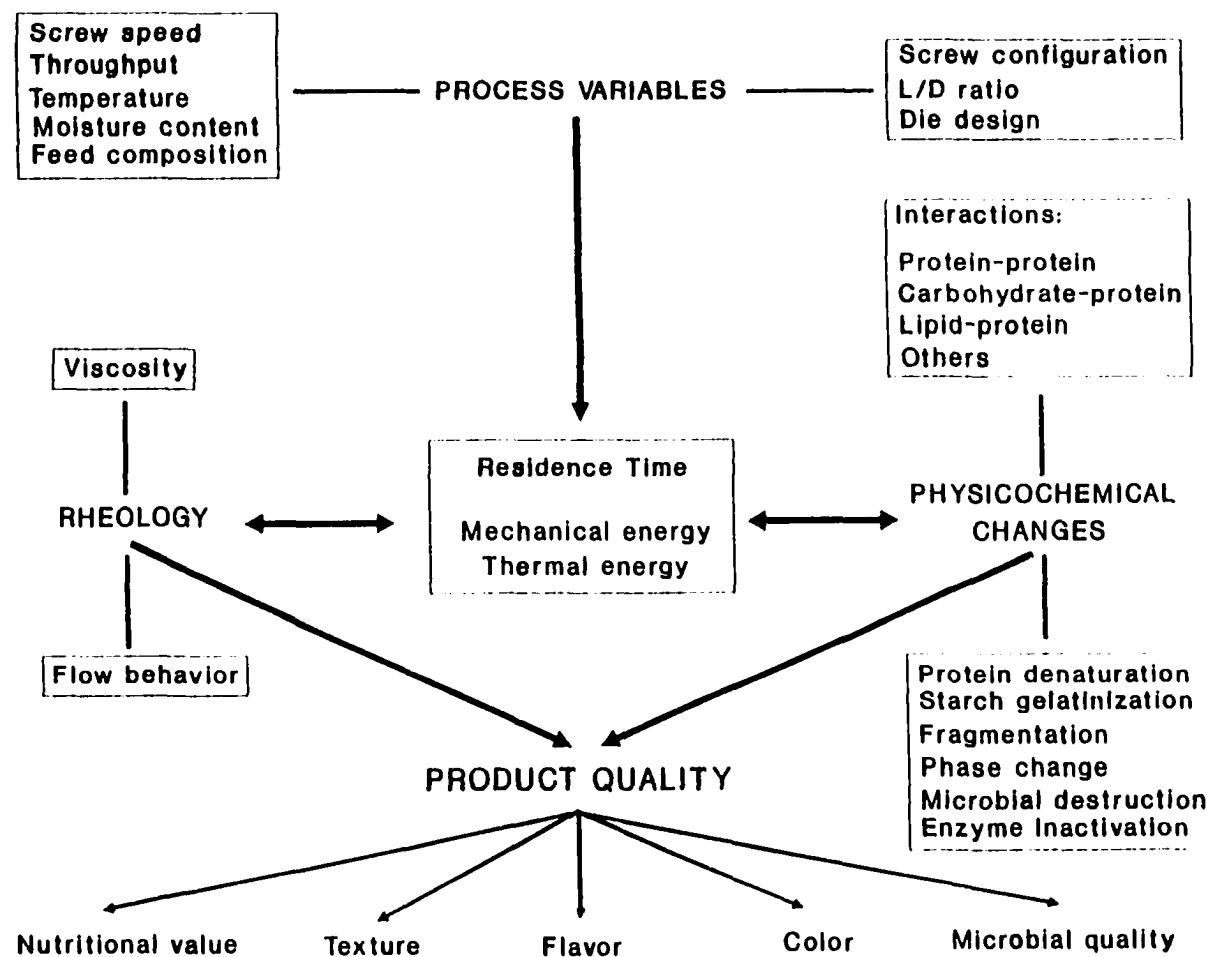 Screw speed
Throughput
Temperature
Moisture content
Feed composition
PROCESS VARIABLES
Screw configuration
L/D ratio
Die design
Interactions:
Protein-protein
Carbohydrate-protein
Lipid-protein
Others
Viscosity
Residence Time
Mechanical energy
Thermal energy
RHEOLOGY
PHYSICOCHEMICAL
CHANGES
Flow behavior
Protein denaturation
Starch gelatinization
Fragmentation
Phase change
Microbial destruction
Enzyme Inactivation
PRODUCT QUALITY
Nutritional value
Texture
Flavor
Color
Microbial quality